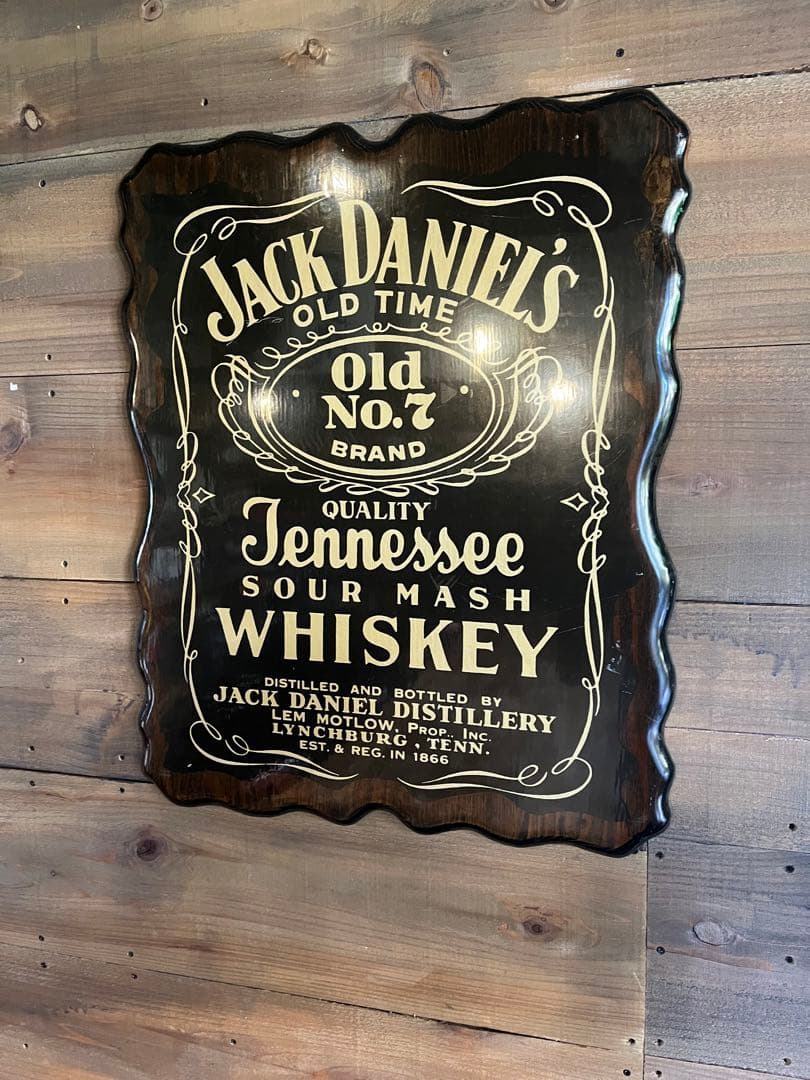 JACK DANIEL'S
OLD TIME
Old
No.7
BRAND
QUALITY
Tennessee
SOUR MASH
WHISKEY
DISTILLED AND BOTTLED BY
JACK DANIEL DISTILLERY
LEM MOTLOW, PROP., INC.
LYNCHBURG, TENN.
EST. & REG. IN 1866